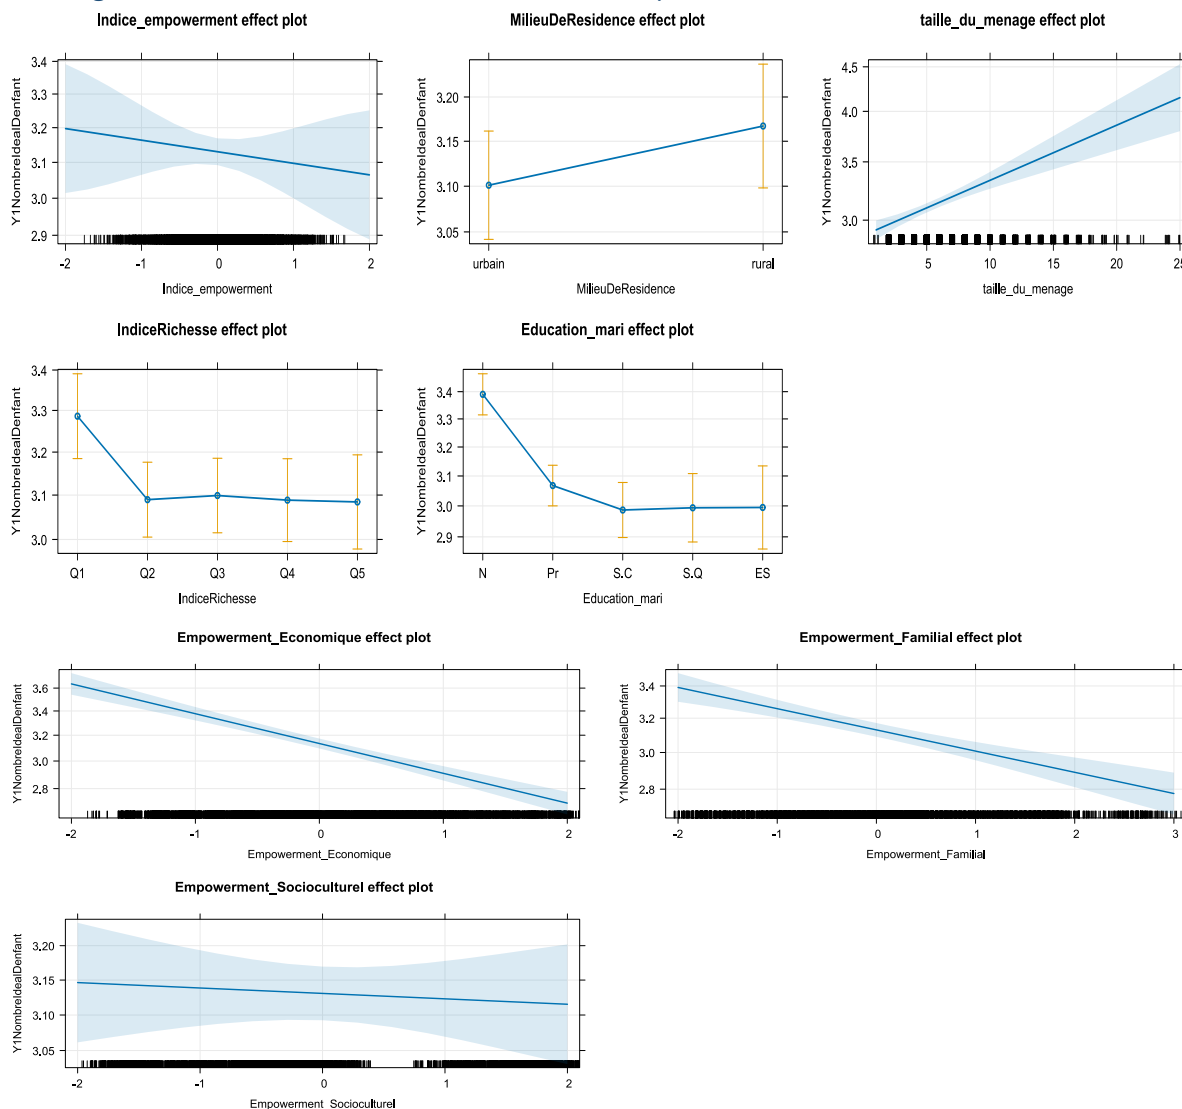 Indice_empowerment effect plot
Y1NombreIdealDenfant
3.4
3.3
3.2
3.1
3.0
2.9
-2 -1 0 1 2
Indice_empowerment
MilieuDeResidence effect plot
Y1NombreIdealDenfant
3.20
3.15
3.10
3.05
urbain rural
MilieuDeResidence
taille_du_menage effect plot
Y1NombreIdealDenfant
4.5
4.0
3.5
3.0
5 10 15 20 25
taille_du_menage
IndiceRichesse effect plot
Y1NombreIdealDenfant
3.4
3.3
3.2
3.1
3.0
Q1 Q2 Q3 Q4 Q5
IndiceRichesse
Education_mari effect plot
Y1NombreIdealDenfant
3.4
3.3
3.2
3.1
3.0
2.9
N Pr S.C S.Q ES
Education_mari
Empowerment_Economique effect plot
Y1NombreIdealDenfant
3.6
3.4
3.2
3.0
2.8
-2 -1 0 1 2
Empowerment_Economique
Empowerment_Familial effect plot
Y1NombreIdealDenfant
3.4
3.2
3.0
2.8
-2 -1 0 1 2 3
Empowerment_Familial
Empowerment_Socioculturel effect plot
Y1NombreIdealDenfant
3.20
3.15
3.10
3.05
-2 -1 0 1 2
Empowerment_Socioculturel